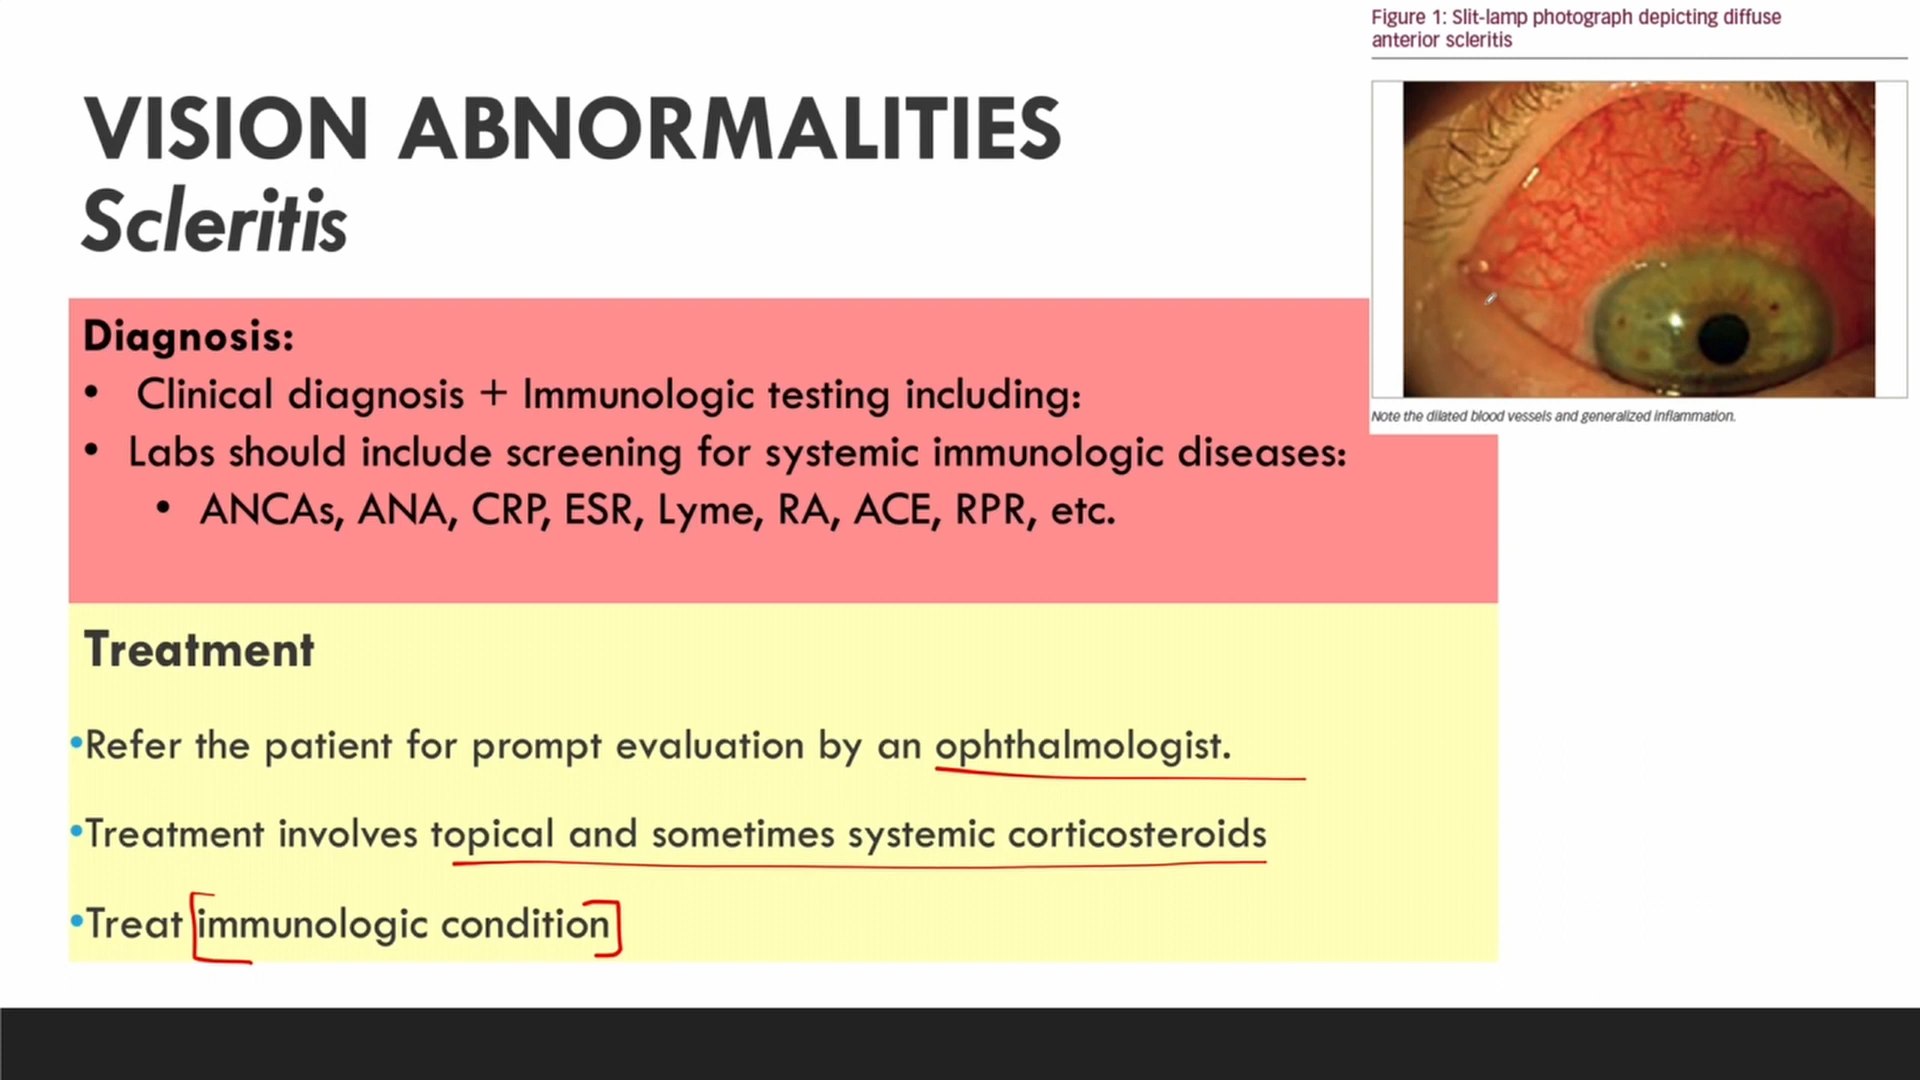 Figure 1: Slit-lamp photograph depicting diffuse
anterior scleritis
VISION ABNORMALITIES
Scleritis
Note the dilated blood vessels and generalized inflammation.
Diagnosis:
• Clinical diagnosis + Immunologic testing including:
• Labs should include screening for systemic immunologic diseases:
• ANCAs, ANA, CRP, ESR, Lyme, RA, ACE, RPR, etc.
Treatment
•Refer the patient for prompt evaluation by an ophthalmologist.
•Treatment involves topical and sometimes systemic corticosteroids
•Treat immunologic condition